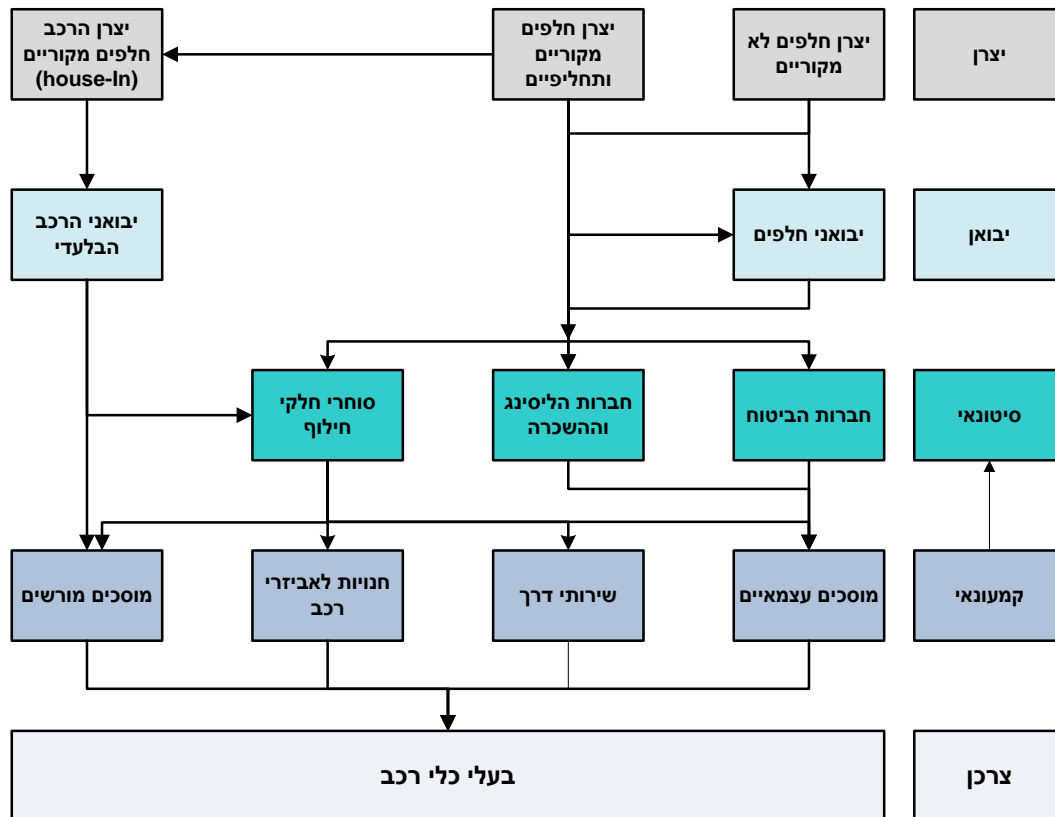 יצרן
יצרן חלפים לא
מקוריים
יצרן חלפים
מקוריים
ותחליפיים
יצרן הרכב
חלפים מקוריים
(house-In)
יבואן
יבואני חלפים
יבואני הרכב
הבלעדי
סיטונאי
חברות הביטוח
חברות הליסינג
וההשכרה
סוחרי חלקי
חילוף
קמעונאי
מוסכים עצמאיים
שירותי דרך
חנויות לאביזרי
רכב
מוסכים מורשים
צרכן
בעלי כלי רכב